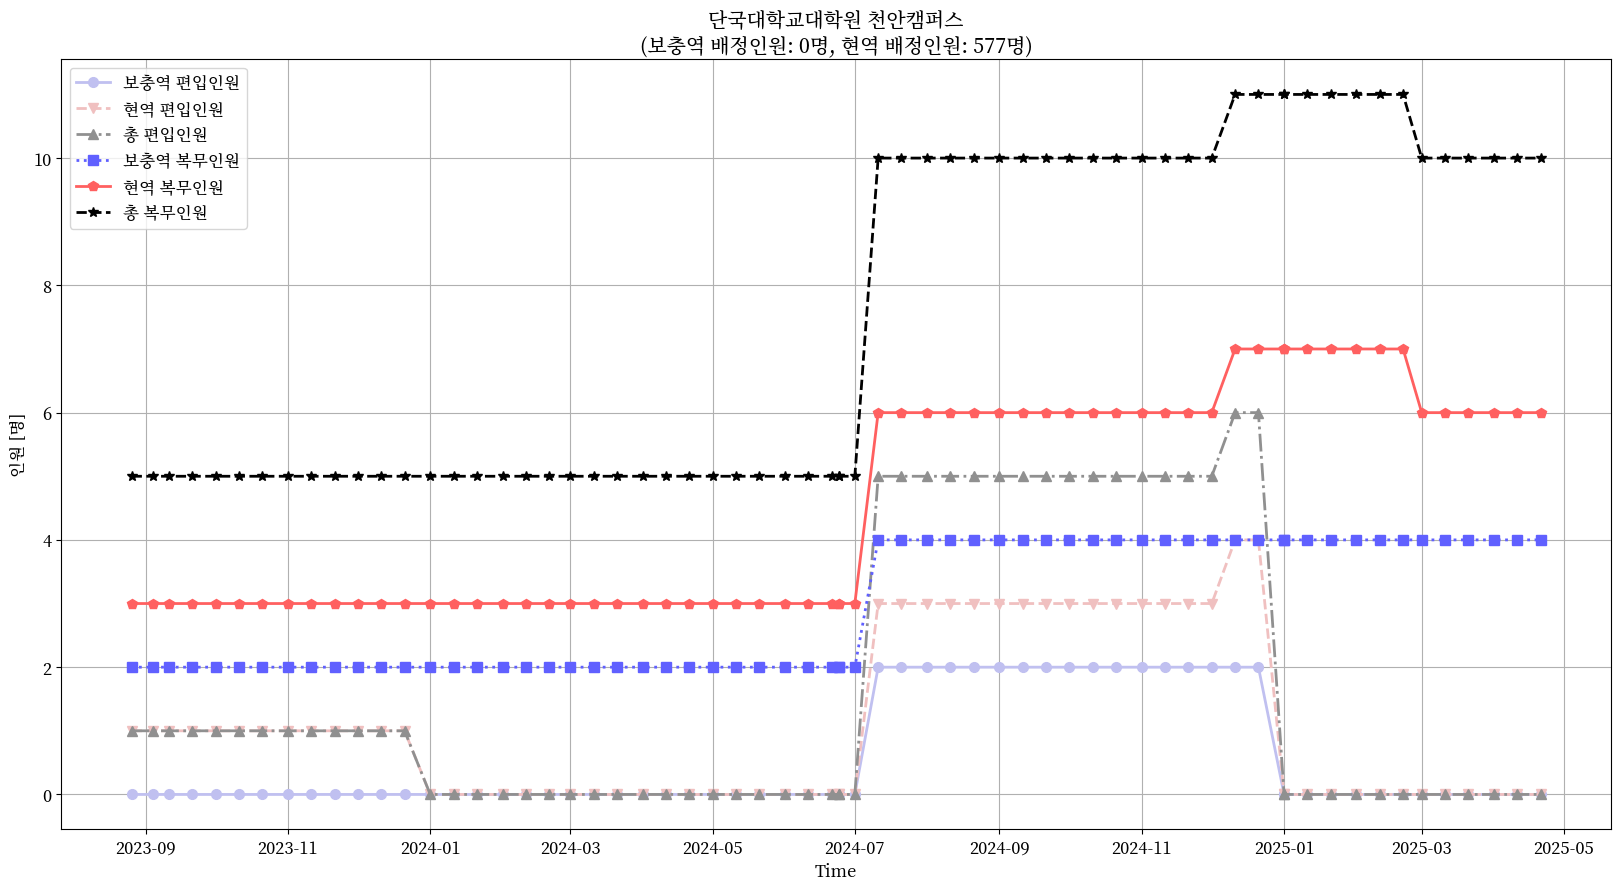 단국대학교대학원 천안캠퍼스
(보충역 배정인원: 0명, 현역 배정인원: 577명)
보충역 편입인원
현역 편입인원
총 편입인원
보충역 복무인원
현역 복무인원
총 복무인원
인원 [명]
10
8
6
4
2
0
2023-09
2023-11
2024-01
2024-03
2024-05
2024-07
2024-09
2024-11
2025-01
2025-03
2025-05
Time